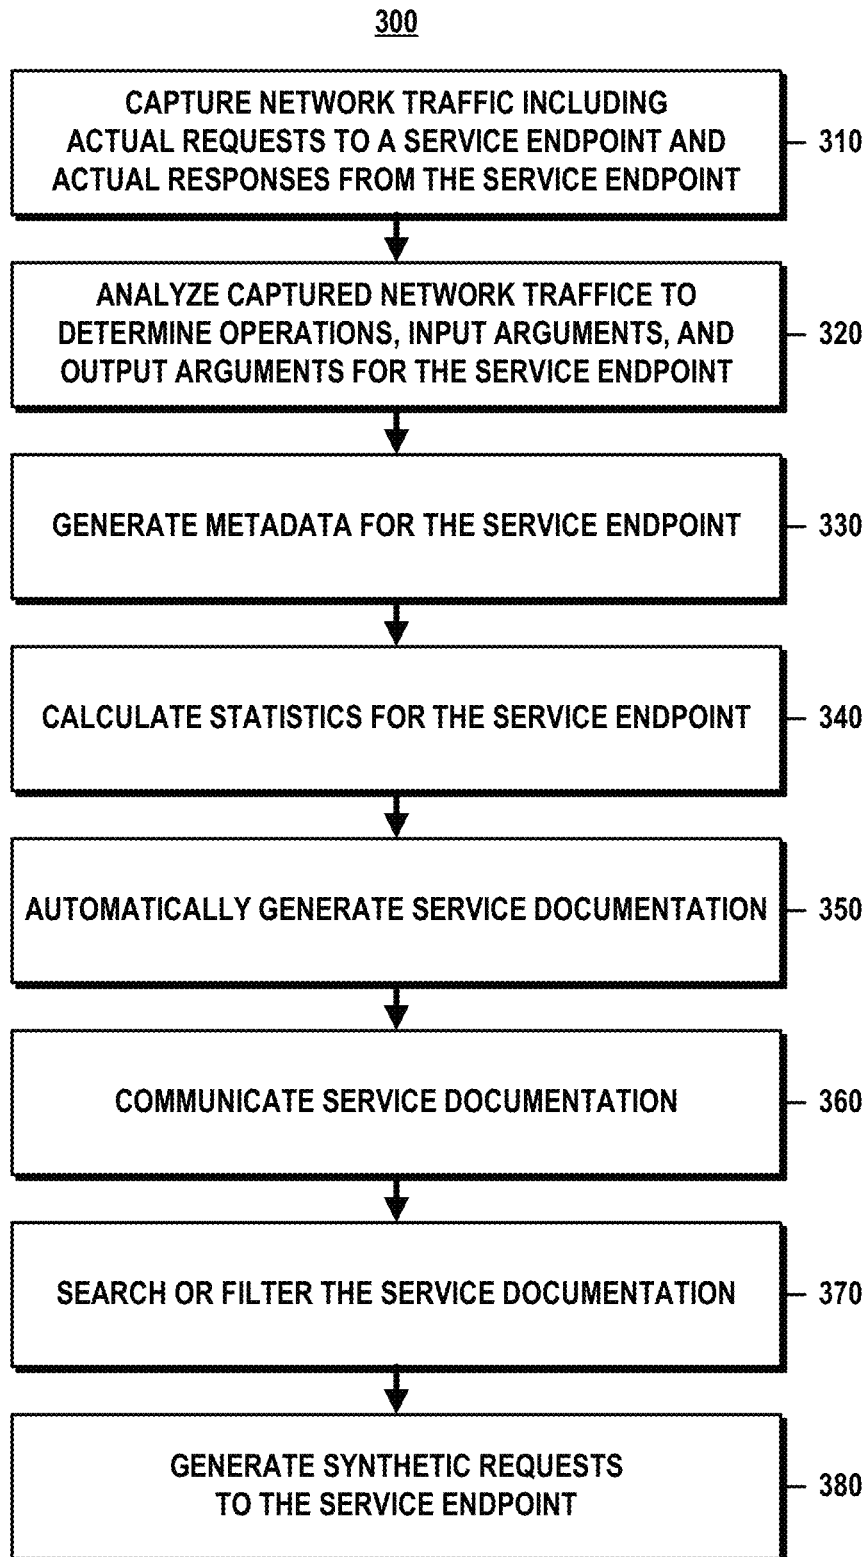 300
CAPTURE NETWORK TRAFFIC INCLUDING
ACTUAL REQUESTS TO A SERVICE ENDPOINT AND
ACTUAL RESPONSES FROM THE SERVICE ENDPOINT
310
ANALYZE CAPTURED NETWORK TRAFFICE TO
DETERMINE OPERATIONS, INPUT ARGUMENTS, AND
OUTPUT ARGUMENTS FOR THE SERVICE ENDPOINT
320
GENERATE METADATA FOR THE SERVICE ENDPOINT
330
CALCULATE STATISTICS FOR THE SERVICE ENDPOINT
340
AUTOMATICALLY GENERATE SERVICE DOCUMENTATION
350
COMMUNICATE SERVICE DOCUMENTATION
360
SEARCH OR FILTER THE SERVICE DOCUMENTATION
370
GENERATE SYNTHETIC REQUESTS
TO THE SERVICE ENDPOINT
380